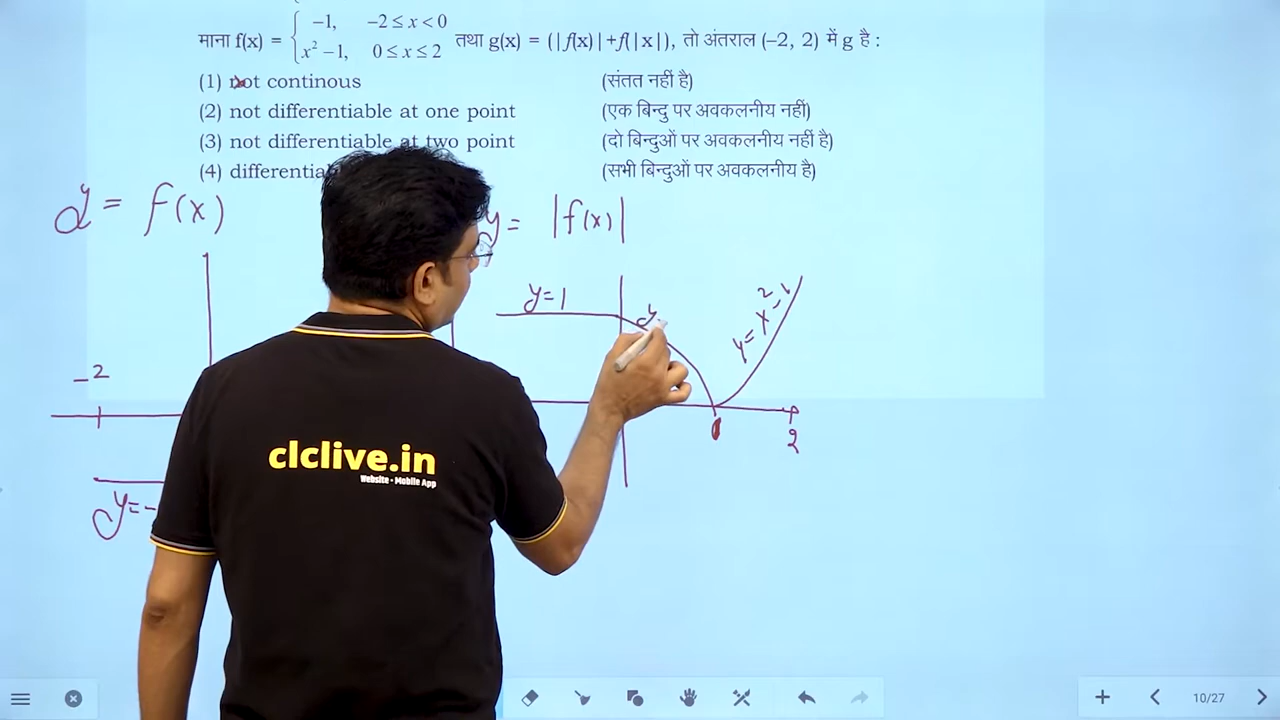 माना f(x) = { −1, −2 ≤ x < 0
x² −1, 0 ≤ x ≤ 2 तथा g(x) = (|f(x)|+f(|x|), तो अंतराल (−2, 2) में g है :
(1) not continous (संतत नहीं है)
(2) not differentiable at one point (एक बिन्दु पर अवकलनीय नहीं)
(3) not differentiable at two point (दो बिन्दुओं पर अवकलनीय नहीं है)
(4) (सभी बिन्दुओं पर अवकलनीय है)
y = f(x) y = |f(x)|
y=1 y = x² − 1
−2
2
clclive.in
Website • Mobile App
10/27